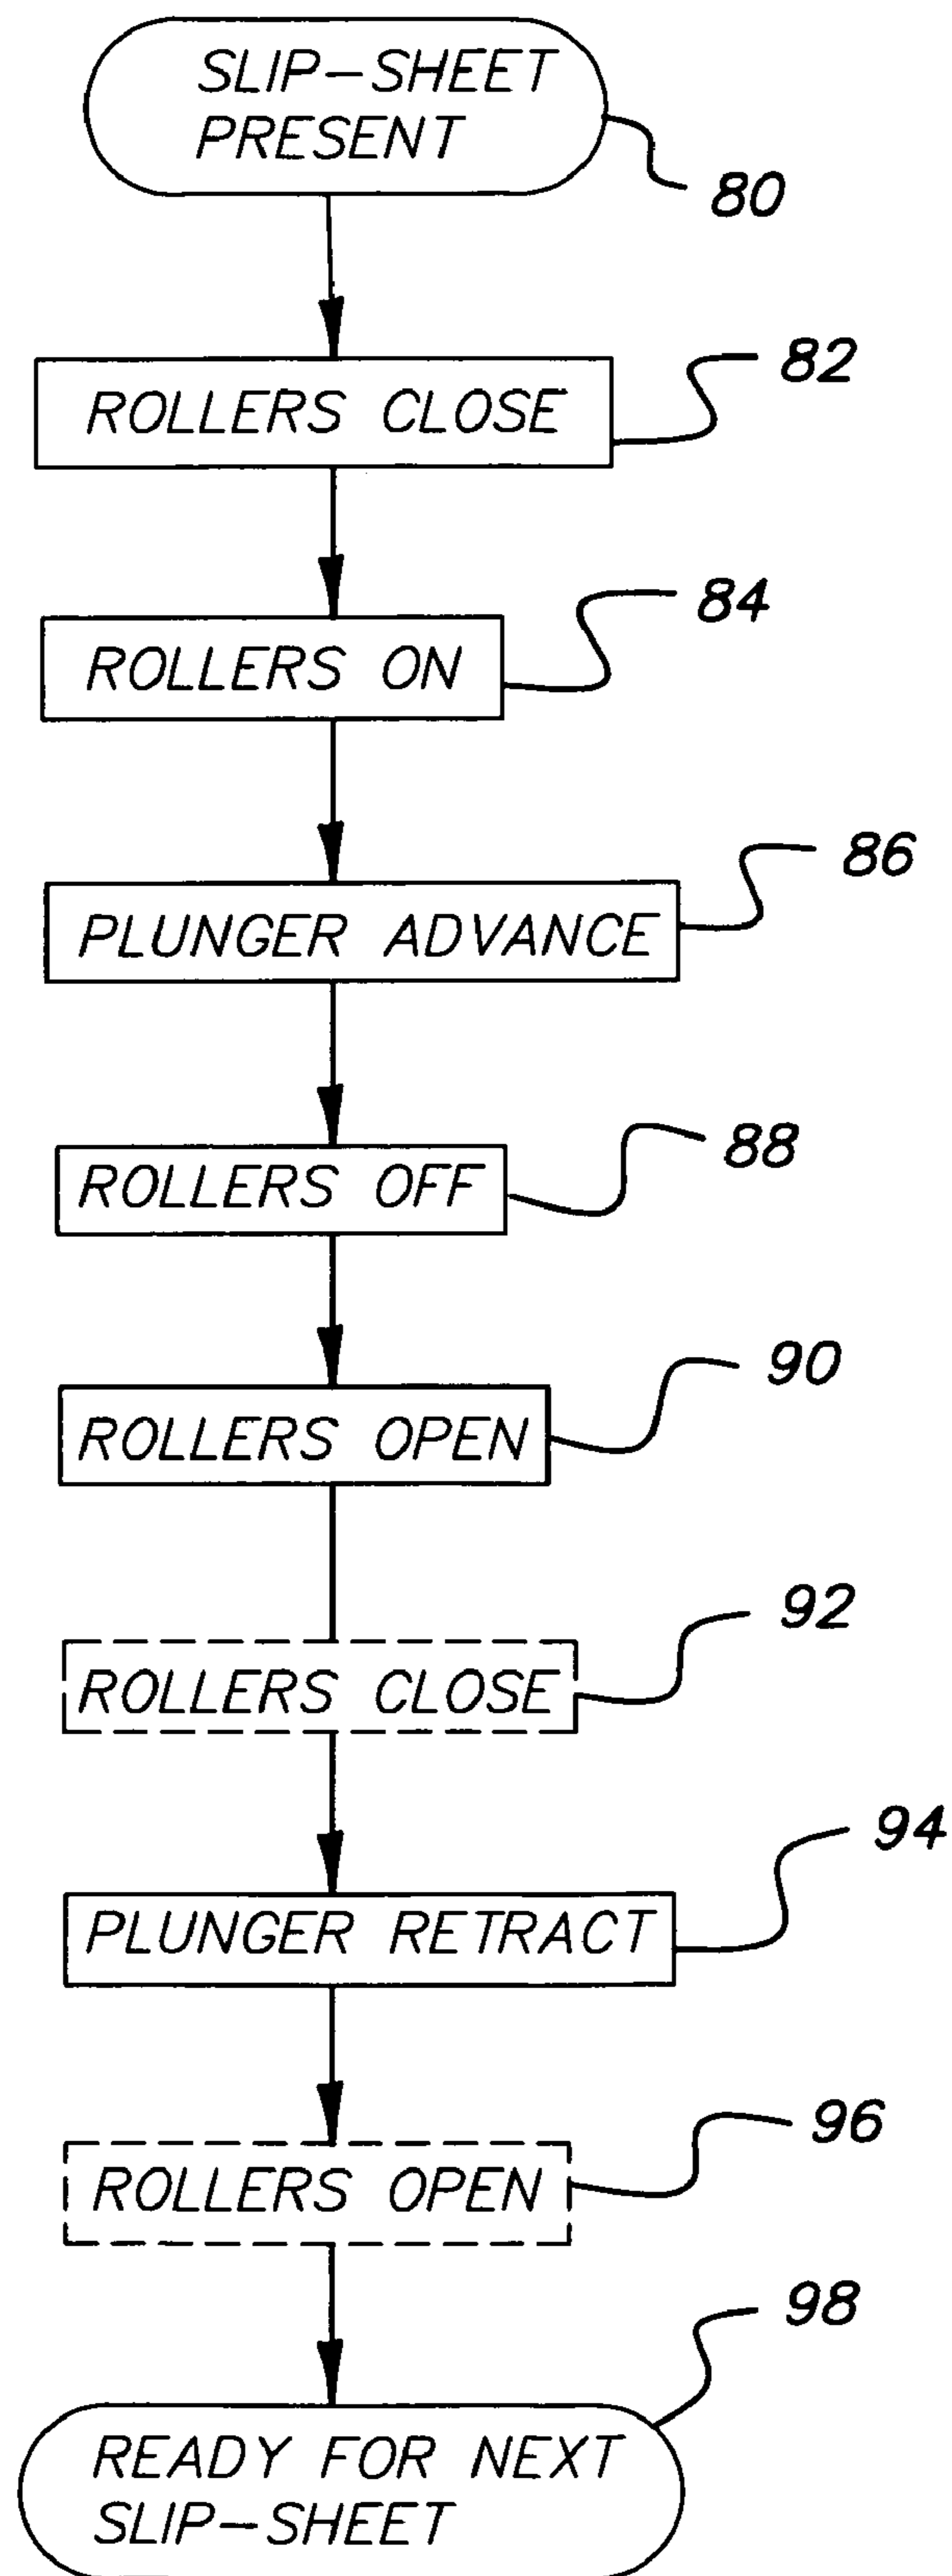 SLIP-SHEET
PRESENT
80
ROLLERS CLOSE
82
ROLLERS ON
84
PLUNGER ADVANCE
86
ROLLERS OFF
88
ROLLERS OPEN
90
ROLLERS CLOSE
92
PLUNGER RETRACT
94
ROLLERS OPEN
96
READY FOR NEXT
SLIP-SHEET
98